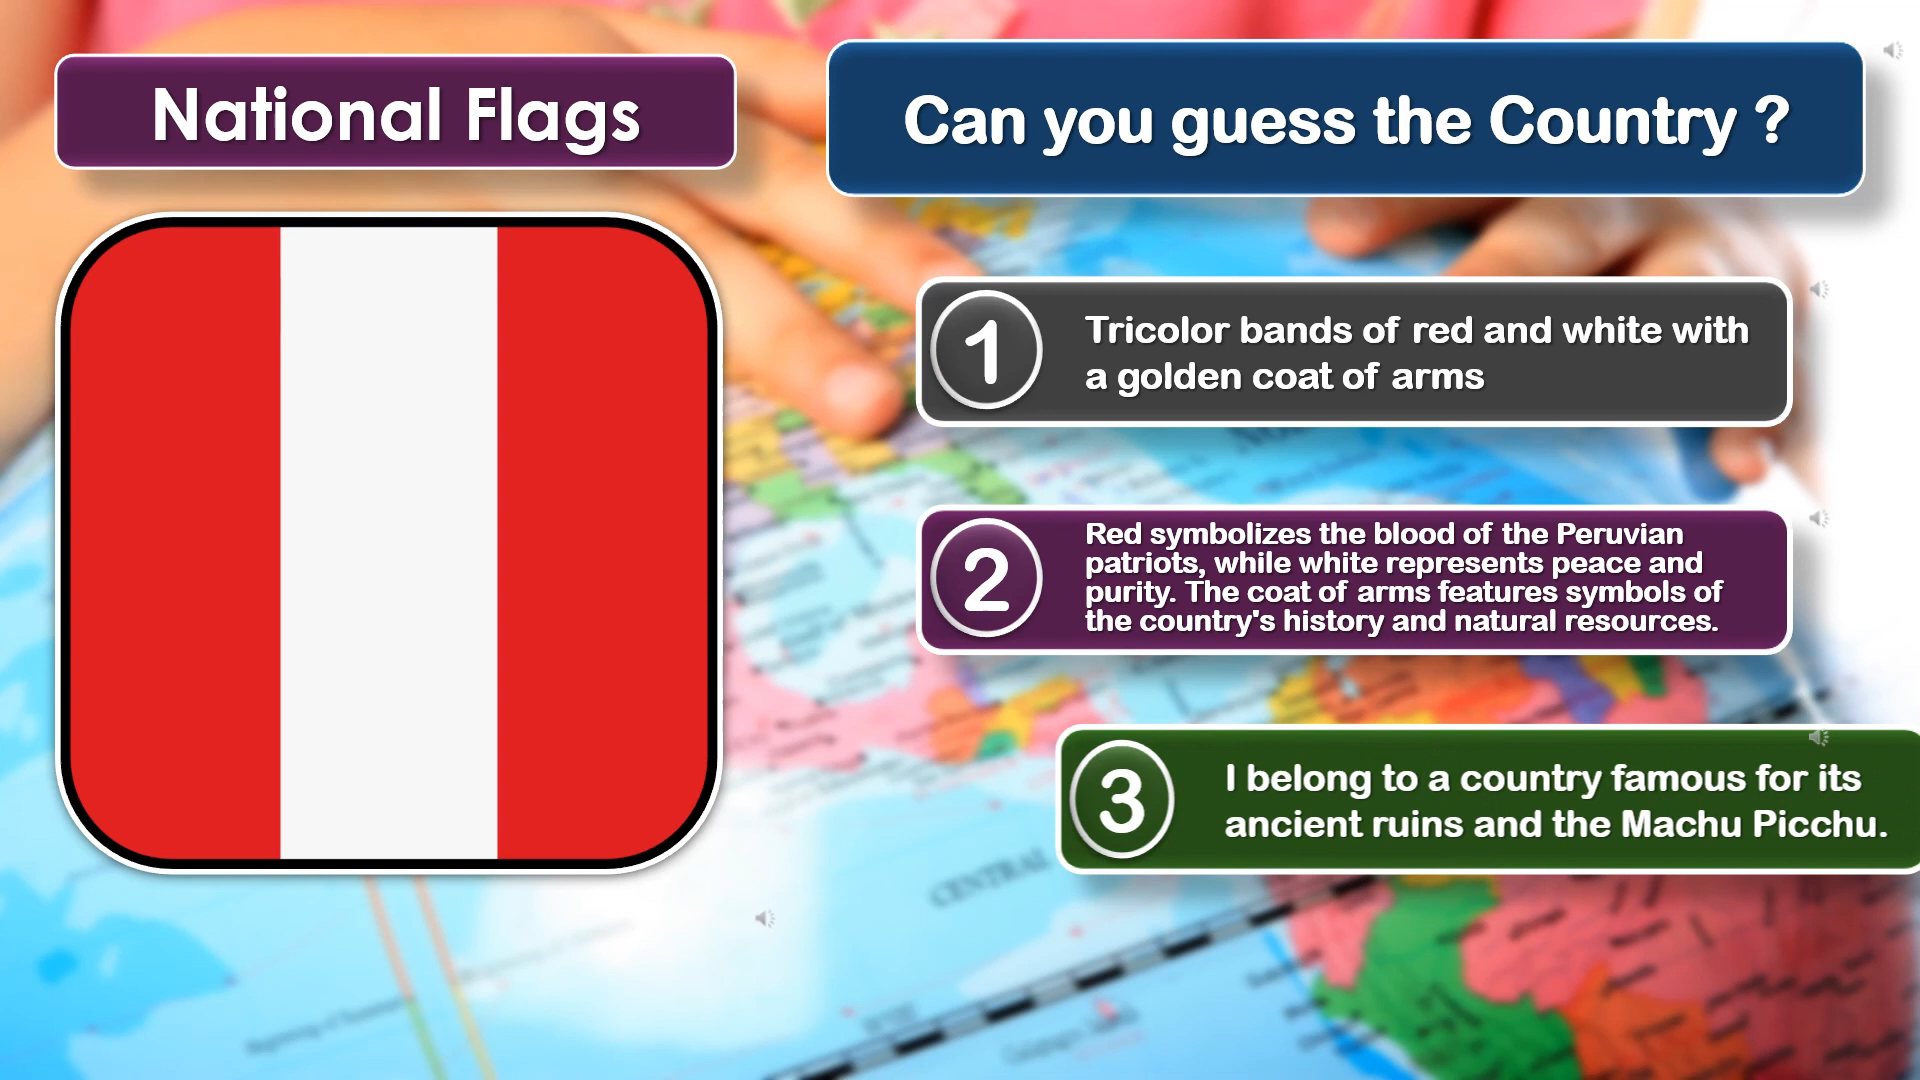 National Flags
Can you guess the Country ?
1
Tricolor bands of red and white with
a golden coat of arms
2
Red symbolizes the blood of the Peruvian
patriots, while white represents peace and
purity. The coat of arms features symbols of
the country's history and natural resources.
3
I belong to a country famous for its
ancient ruins and the Machu Picchu.
CENTRAL